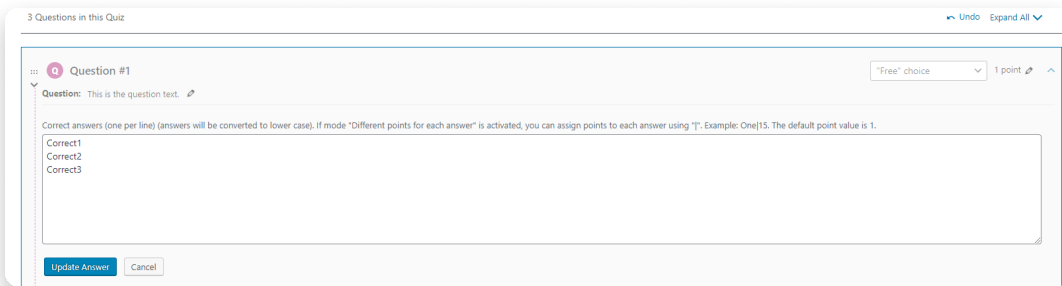 3 Questions in this Quiz
Undo Expand All
Q Question #1
"Free" choice
1 point
Question: This is the question text.
Correct answers (one per line) (answers will be converted to lower case). If mode "Different points for each answer" is activated, you can assign points to each answer using "|". Example: One|15. The default point value is 1.
Correct1
Correct2
Correct3
Update Answer Cancel